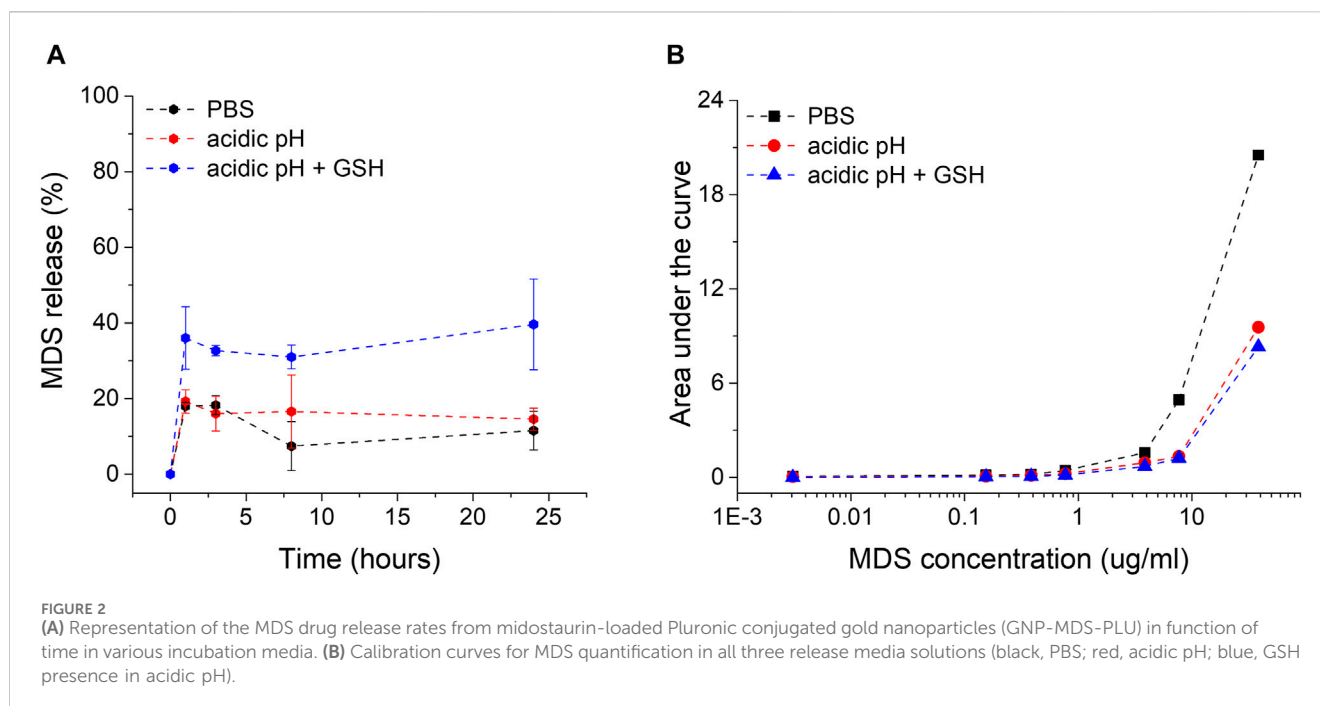 A
100
80
60
40
20
0
MDS release (%)
PBS
acidic pH
acidic pH + GSH
0
5
10
15
20
25
Time (hours)
B
24
18
12
6
0
Area under the curve
PBS
acidic pH
acidic pH + GSH
1E-3
0.01
0.1
1
10
MDS concentration (ug/ml)
FIGURE 2
(A) Representation of the MDS drug release rates from midostaurin-loaded Pluronic conjugated gold nanoparticles (GNP-MDS-PLU) in function of
time in various incubation media. (B) Calibration curves for MDS quantification in all three release media solutions (black, PBS; red, acidic pH; blue, GSH
presence in acidic pH).